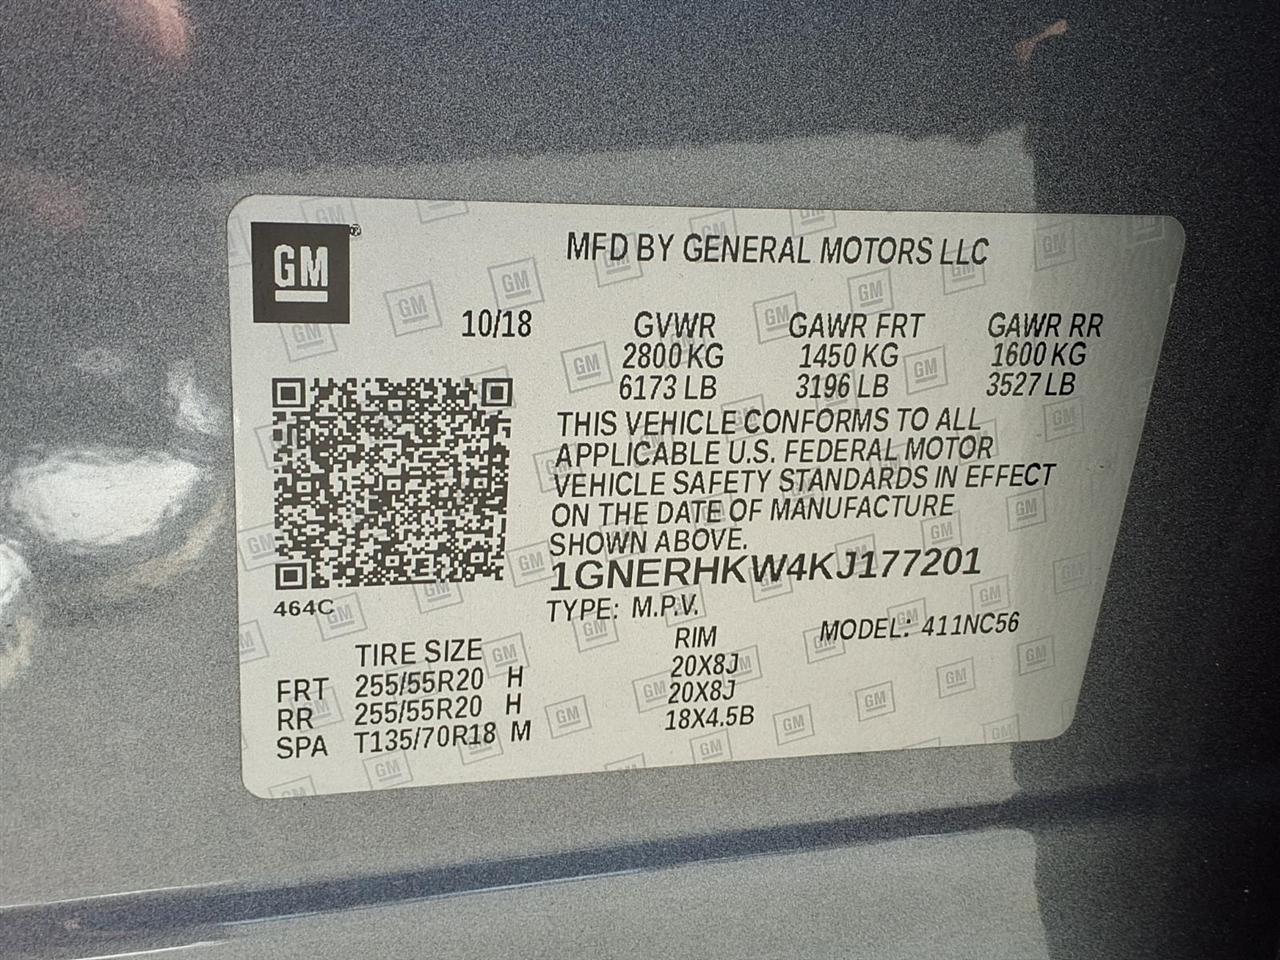 GM
MFD BY GENERAL MOTORS LLC
10/18 GVWR GAWR FRT GAWR RR
2800 KG 1450 KG 1600 KG
6173 LB 3196 LB 3527 LB
THIS VEHICLE CONFORMS TO ALL
APPLICABLE U.S. FEDERAL MOTOR
VEHICLE SAFETY STANDARDS IN EFFECT
ON THE DATE OF MANUFACTURE
SHOWN ABOVE.
1GNERHKW4KJ177201
464C
TYPE: M.P.V. MODEL: 411NC56
TIRE SIZE RIM
FRT 255/55R20 H 20X8J
RR 255/55R20 H 20X8J
SPA T135/70R18 M 18X4.5B